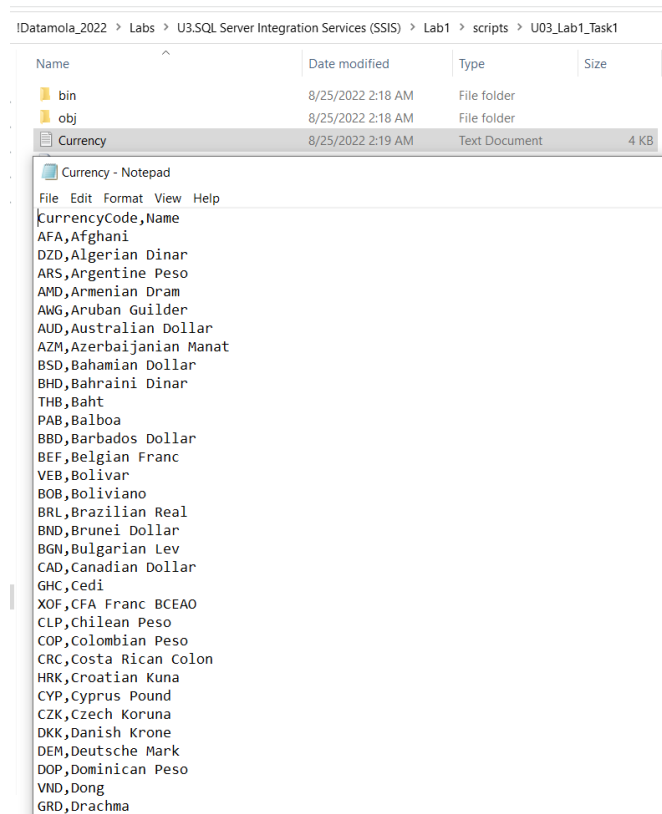 !Datamola_2022 > Labs > U3.SQL Server Integration Services (SSIS) > Lab1 > scripts > U03_Lab1_Task1
Name Date modified Type Size
bin 8/25/2022 2:18 AM File folder
obj 8/25/2022 2:18 AM File folder
Currency 8/25/2022 2:19 AM Text Document 4 KB
Currency - Notepad
File Edit Format View Help
CurrencyCode,Name
AFA,Afghani
DZD,Algerian Dinar
ARS,Argentine Peso
AMD,Armenian Dram
AWG,Aruban Guilder
AUD,Australian Dollar
AZM,Azerbaijanian Manat
BSD,Bahamian Dollar
BHD,Bahraini Dinar
THB,Baht
PAB,Balboa
BBD,Barbados Dollar
BEF,Belgian Franc
VEB,Bolivar
BOB,Boliviano
BRL,Brazilian Real
BND,Brunei Dollar
BGN,Bulgarian Lev
CAD,Canadian Dollar
GHC,Cedi
XOF,CFA Franc BCEAO
CLP,Chilean Peso
COP,Colombian Peso
CRC,Costa Rican Colon
HRK,Croatian Kuna
CYP,Cyprus Pound
CZK,Czech Koruna
DKK,Danish Krone
DEM,Deutsche Mark
DOP,Dominican Peso
VND,Dong
GRD,Drachma